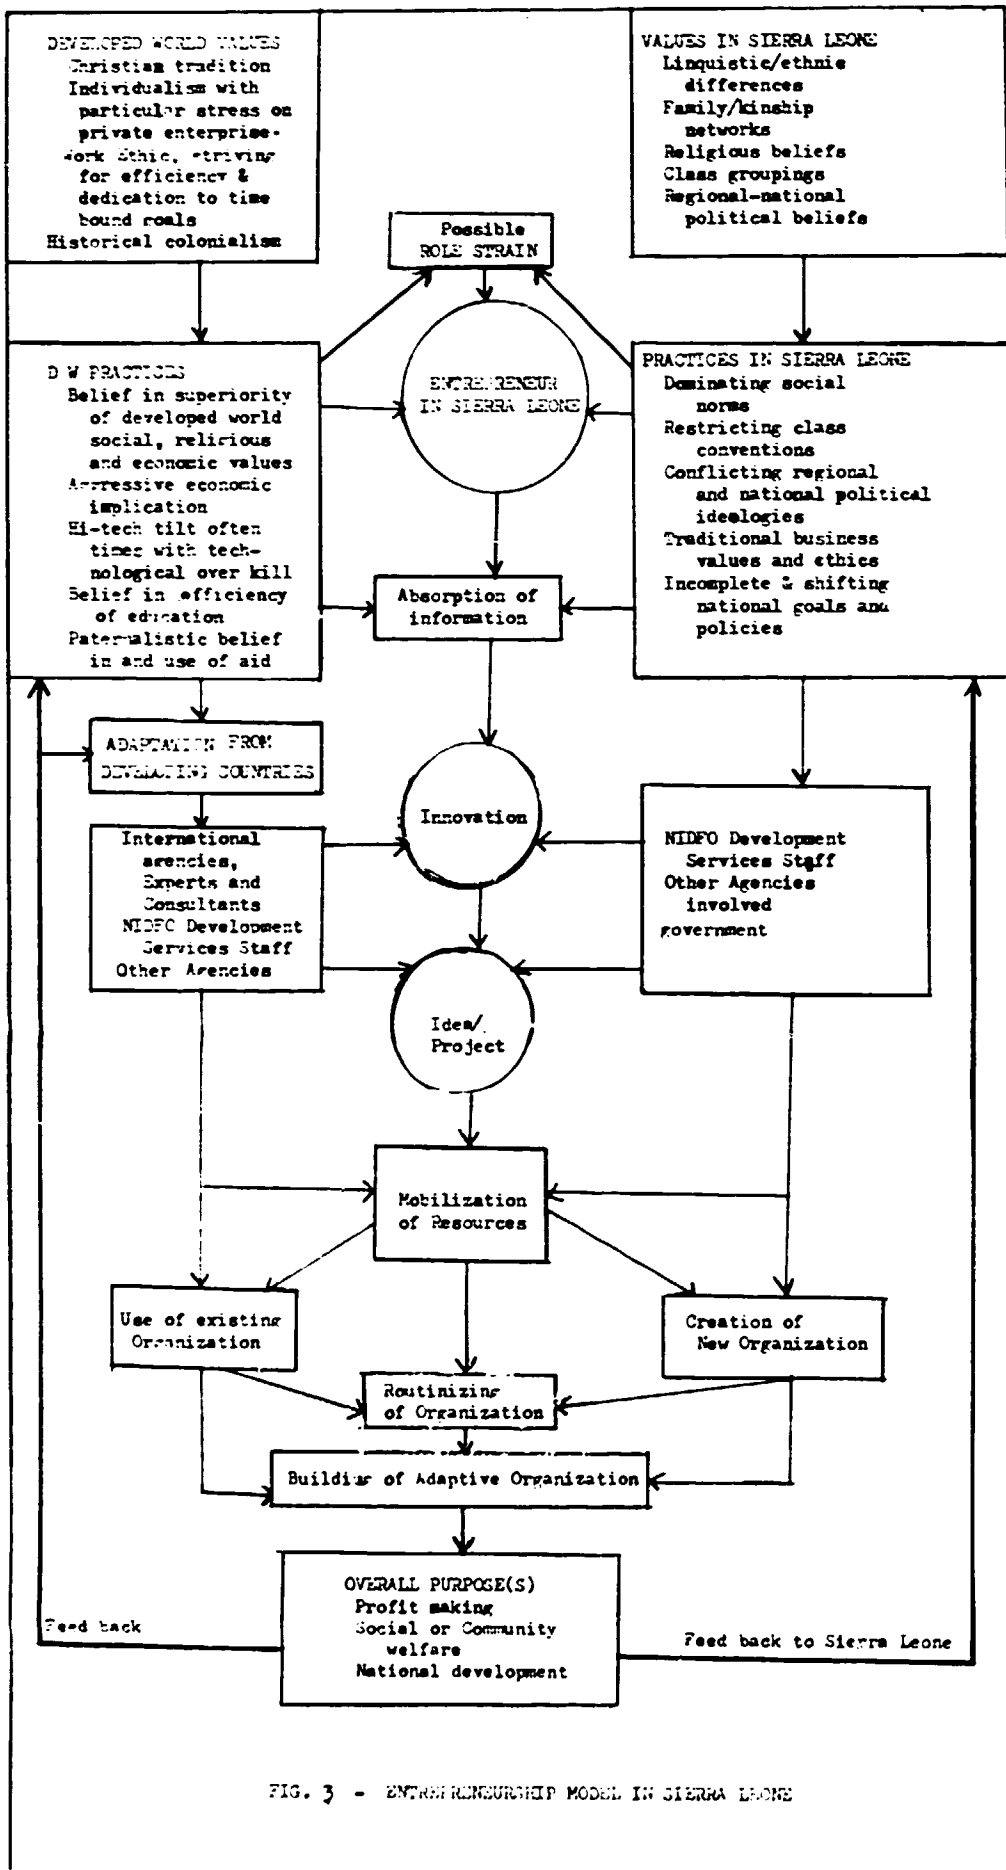 DEVELOPED WORLD VALUES
Christian tradition
Individualism with
particular stress on
private enterprise-
Work Ethic, striving
for efficiency &
dedication to time
bound goals
Historical colonialism
VALUES IN SIERRA LEONE
Linguistic/ethnic
differences
Family/kinship
networks
Religious beliefs
Class groupings
Regional-national
political beliefs
Possible
ROLE STRAIN
D W PRACTICES
Belief in superiority
of developed world
social, religious
and economic values
Aggressive economic
implication
Hi-tech tilt often
times with tech-
nological over kill
Belief in efficiency
of education
Paternalistic belief
in and use of aid
ENTREPRENEUR
IN SIERRA LEONE
PRACTICES IN SIERRA LEONE
Dominating social
norms
Restricting class
conventions
Conflicting regional
and national political
ideologies
Traditional business
values and ethics
Incomplete & shifting
national goals and
policies
Absorption of
information
ADAPTATION FROM
DEVELOPING COUNTRIES
Innovation
International
agencies,
Experts and
Consultants
NIDFO Development
Services Staff
Other Agencies
NIDFO Development
Services Staff
Other Agencies
involved
government
Idea/
Project
Mobilization
of Resources
Use of existing
Organization
Creation of
New Organization
Routinizing
of Organization
Building of Adaptive Organization
OVERALL PURPOSE(S)
Profit making
Social or Community
welfare
National development
Feed back
Feed back to Sierra Leone
FIG. 3 - ENTREPRENEURSHIP MODEL IN SIERRA LEONE